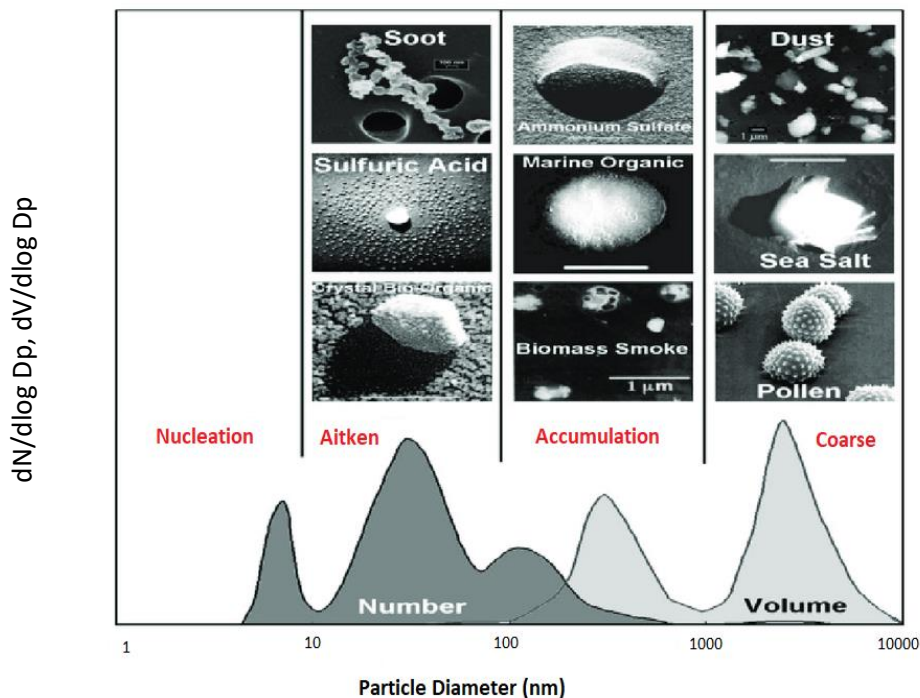 dN/dlog Dp, dV/dlog Dp
Soot
100 nm
Ammonium Sulfate
Dust
1 μm
Sulfuric Acid
Marine Organic
Sea Salt
Crystal Bio-Organic
Biomass Smoke
1 μm
Pollen
Nucleation
Aitken
Accumulation
Coarse
Number
Volume
1
10
100
1000
10000
Particle Diameter (nm)